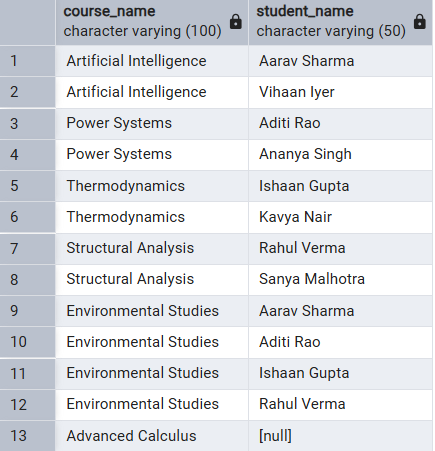 course_name student_name
character varying (100) character varying (50)
1 Artificial Intelligence Aarav Sharma
2 Artificial Intelligence Vihaan Iyer
3 Power Systems Aditi Rao
4 Power Systems Ananya Singh
5 Thermodynamics Ishaan Gupta
6 Thermodynamics Kavya Nair
7 Structural Analysis Rahul Verma
8 Structural Analysis Sanya Malhotra
9 Environmental Studies Aarav Sharma
10 Environmental Studies Aditi Rao
11 Environmental Studies Ishaan Gupta
12 Environmental Studies Rahul Verma
13 Advanced Calculus [null]